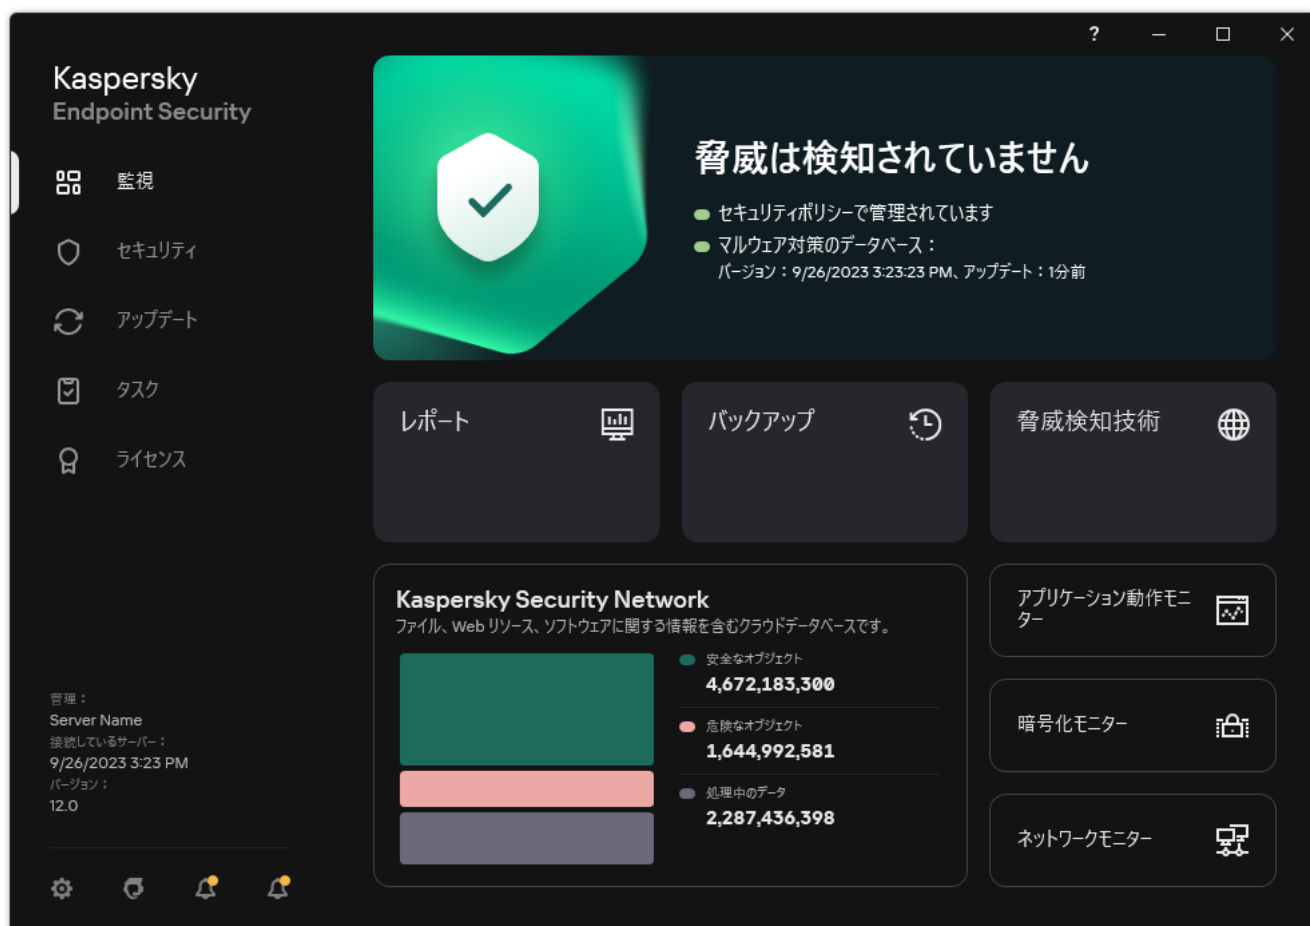 ?
Kaspersky
Endpoint Security
監視
セキュリティ
アップデート
タスク
ライセンス
管理：
Server Name
接続しているサーバー：
9/26/2023 3:23 PM
バージョン：
12.0
脅威は検知されていません
セキュリティポリシーで管理されています
マルウェア対策のデータベース：
バージョン：9/26/2023 3:23:23 PM、アップデート：1分前
レポート
バックアップ
脅威検知技術
Kaspersky Security Network
ファイル、Web リソース、ソフトウェアに関する情報を含むクラウドデータベースです。
安全なオブジェクト
4,672,183,300
危険なオブジェクト
1,644,992,581
処理中のデータ
2,287,436,398
アプリケーション動作モニ
ター
暗号化モニター
ネットワークモニター